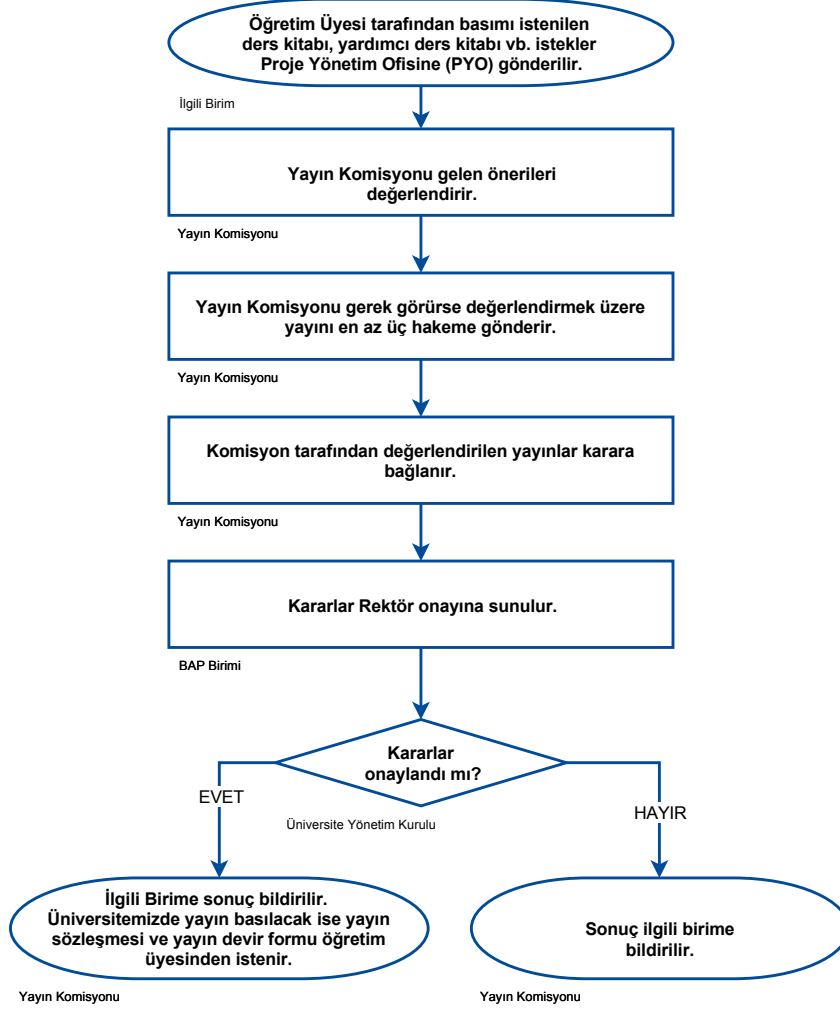 Öğretim Üyesi tarafından basımı istenilen
ders kitabı, yardımcı ders kitabı vb. istekler
Proje Yönetim Ofisine (PYO) gönderilir.
İlgili Birim
Yayın Komisyonu gelen önerileri
değerlendirir.
Yayın Komisyonu
Yayın Komisyonu gerek görürse değerlendirmek üzere
yayını en az üç hakeme gönderir.
Yayın Komisyonu
Komisyon tarafından değerlendirilen yayınlar karara
bağlanır.
Yayın Komisyonu
Kararlar Rektör onayına sunulur.
BAP Birimi
Kararlar
onaylandı mı?
EVET
HAYIR
Üniversite Yönetim Kurulu
İlgili Birime sonuç bildirilir.
Üniversitemizde yayın basılacak ise yayın
sözleşmesi ve yayın devir formu öğretim
üyesinden istenir.
Yayın Komisyonu
Sonuç ilgili birime
bildirilir.
Yayın Komisyonu